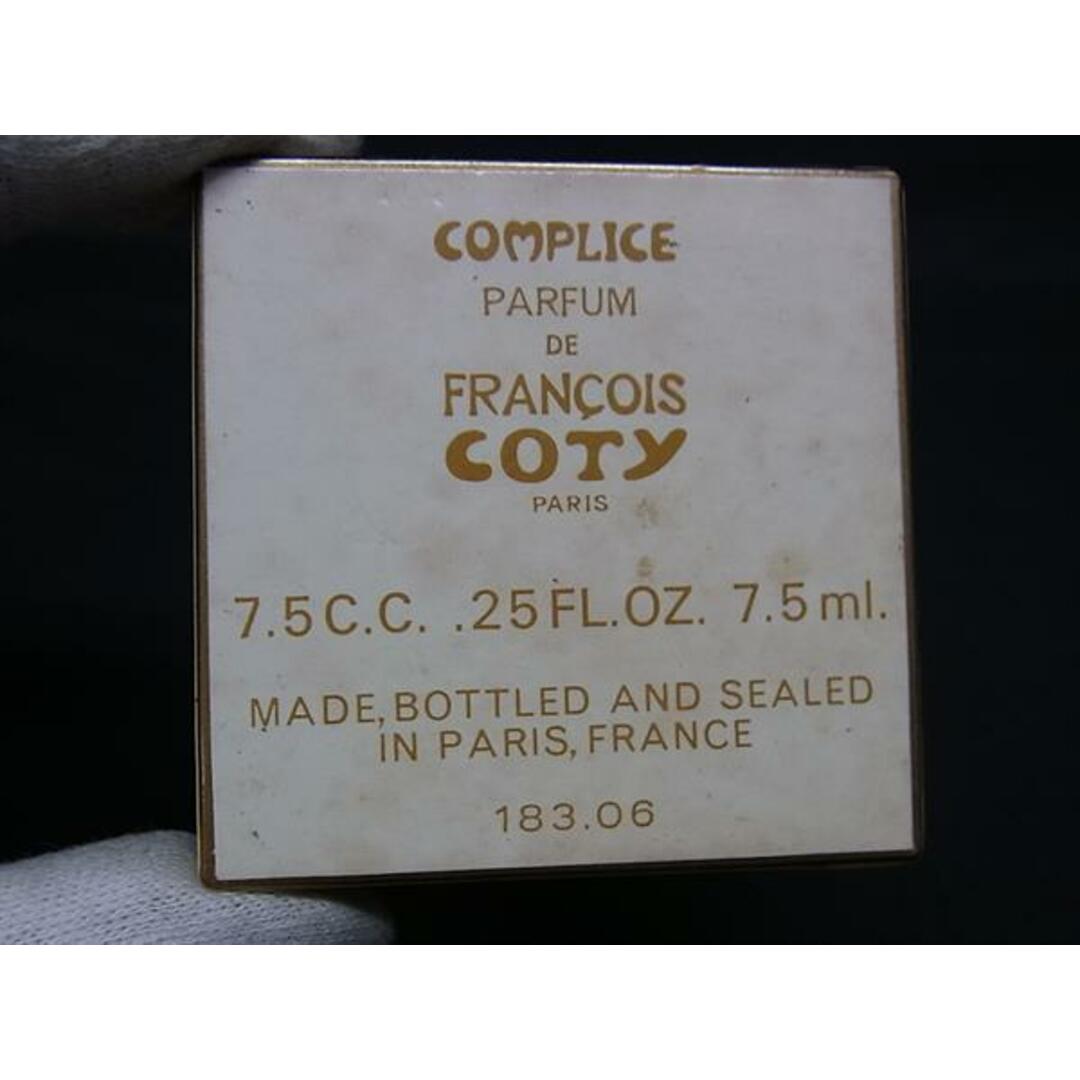 COMPLICE
PARFUM
DE
FRANÇOIS
COTY
PARIS
7.5C.C. .25FL.OZ. 7.5ml.
MADE, BOTTLED AND SEALED
IN PARIS, FRANCE
183.06